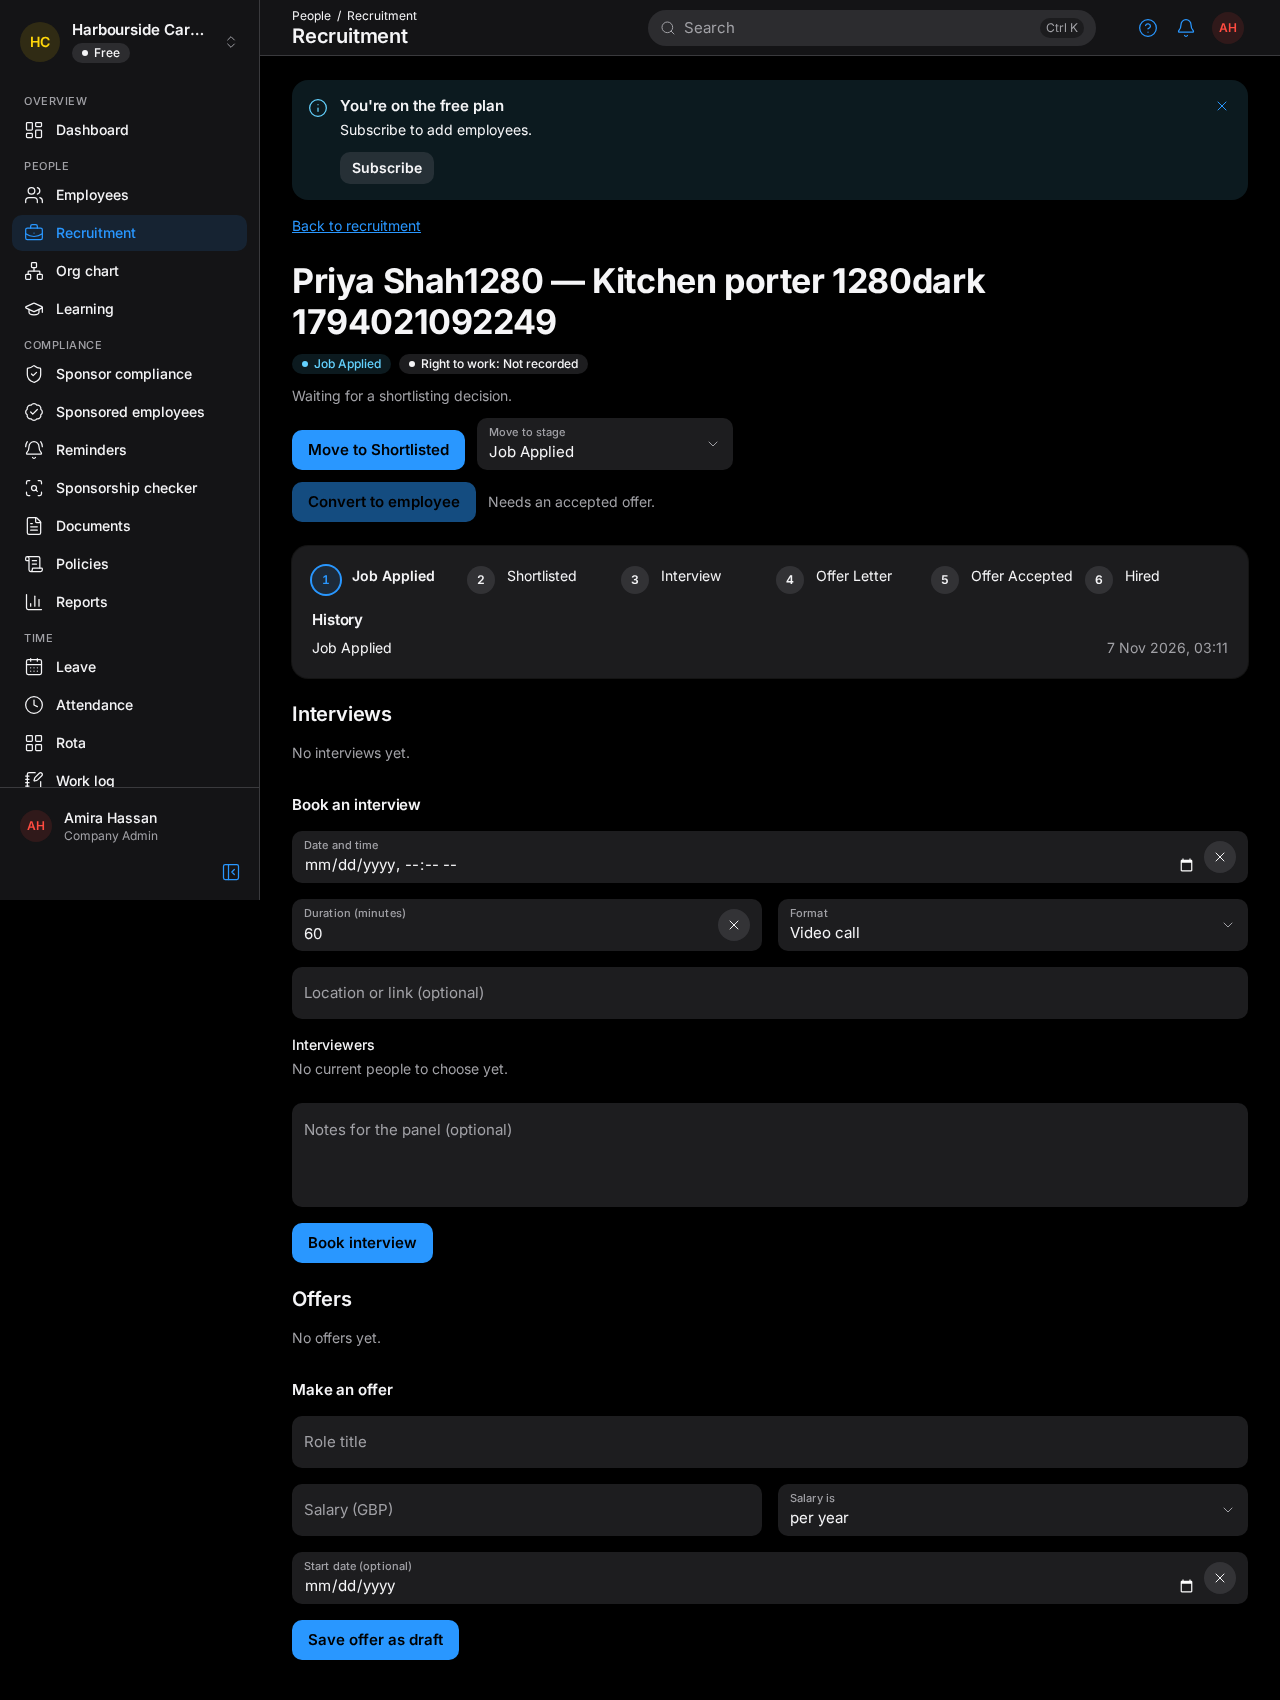 HC
Harbourside Car...
Free
OVERVIEW
Dashboard
PEOPLE
Employees
Recruitment
Org chart
Learning
COMPLIANCE
Sponsor compliance
Sponsored employees
Reminders
Sponsorship checker
Documents
Policies
Reports
TIME
Leave
Attendance
Rota
Work log
AH
Amira Hassan
Company Admin
People / Recruitment
Recruitment
Search
Ctrl K
AH
You're on the free plan
Subscribe to add employees.
Subscribe
Back to recruitment
Priya Shah1280 — Kitchen porter 1280dark
1794021092249
Job Applied
Right to work: Not recorded
Waiting for a shortlisting decision.
Move to Shortlisted
Move to stage
Job Applied
Convert to employee
Needs an accepted offer.
1 Job Applied
2 Shortlisted
3 Interview
4 Offer Letter
5 Offer Accepted
6 Hired
History
Job Applied
7 Nov 2026, 03:11
Interviews
No interviews yet.
Book an interview
Date and time
mm/dd/yyyy, --:-- --
Duration (minutes)
60
Format
Video call
Location or link (optional)
Interviewers
No current people to choose yet.
Notes for the panel (optional)
Book interview
Offers
No offers yet.
Make an offer
Role title
Salary (GBP)
Salary is
per year
Start date (optional)
mm/dd/yyyy
Save offer as draft